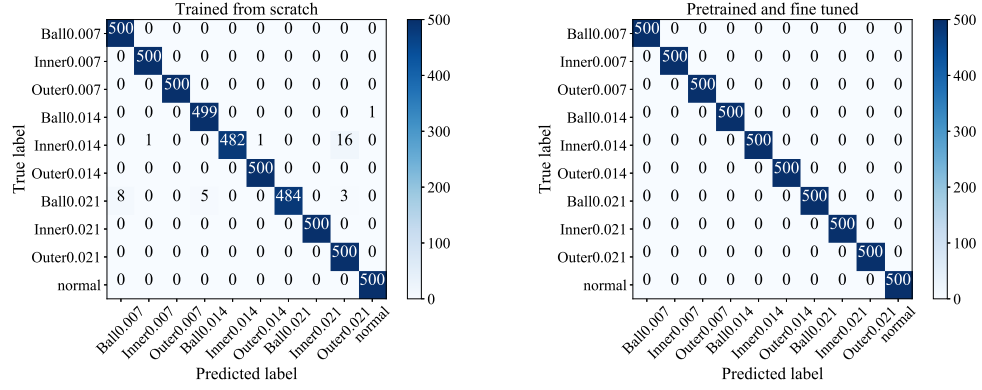 Trained from scratch
True label
Ball0.007 500 0 0 0 0 0 0 0 0 0
Inner0.007 0 500 0 0 0 0 0 0 0 0
Outer0.007 0 0 500 0 0 0 0 0 0 0
Ball0.014 0 0 0 499 0 0 0 0 0 1
Inner0.014 0 1 0 0 482 1 0 0 16 0
Outer0.014 0 0 0 0 0 500 0 0 0 0
Ball0.021 8 0 0 5 0 0 484 0 3 0
Inner0.021 0 0 0 0 0 0 0 500 0 0
Outer0.021 0 0 0 0 0 0 0 0 500 0
normal 0 0 0 0 0 0 0 0 0 500
Ball0.007 Inner0.007 Outer0.007 Ball0.014 Inner0.014 Outer0.014 Ball0.021 Inner0.021 Outer0.021 normal
Predicted label
500
400
300
200
100
0
Pretrained and fine tuned
True label
Ball0.007 500 0 0 0 0 0 0 0 0 0
Inner0.007 0 500 0 0 0 0 0 0 0 0
Outer0.007 0 0 500 0 0 0 0 0 0 0
Ball0.014 0 0 0 500 0 0 0 0 0 0
Inner0.014 0 0 0 0 500 0 0 0 0 0
Outer0.014 0 0 0 0 0 500 0 0 0 0
Ball0.021 0 0 0 0 0 0 500 0 0 0
Inner0.021 0 0 0 0 0 0 0 500 0 0
Outer0.021 0 0 0 0 0 0 0 0 500 0
normal 0 0 0 0 0 0 0 0 0 500
Ball0.007 Inner0.007 Outer0.007 Ball0.014 Inner0.014 Outer0.014 Ball0.021 Inner0.021 Outer0.021 normal
Predicted label
500
400
300
200
100
0